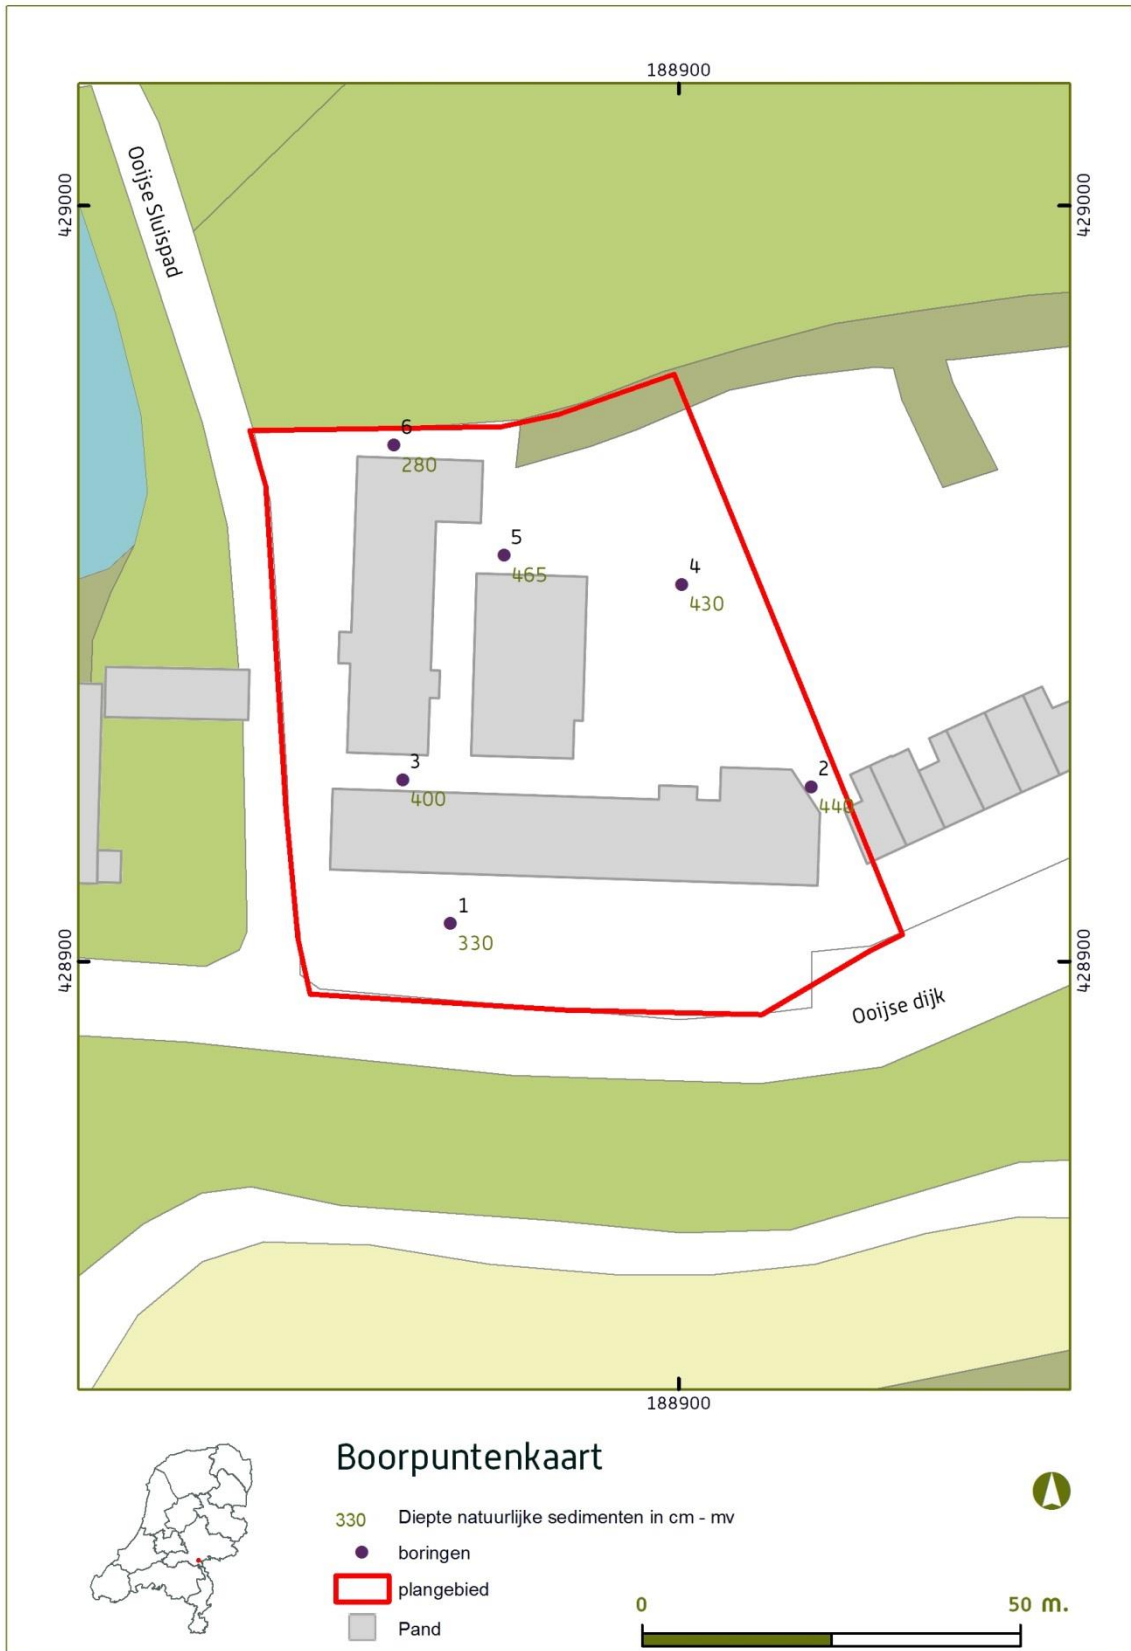 188900
Ooijse Sluispad
429000
429000
6
280
5
465
4
430
3
400
2
440
1
330
428900
428900
Ooijse dijk
188900
Boorpuntenkaart
330 Diepte natuurlijke sedimenten in cm - mv
boringen
plangebied
Pand
0 50 m.